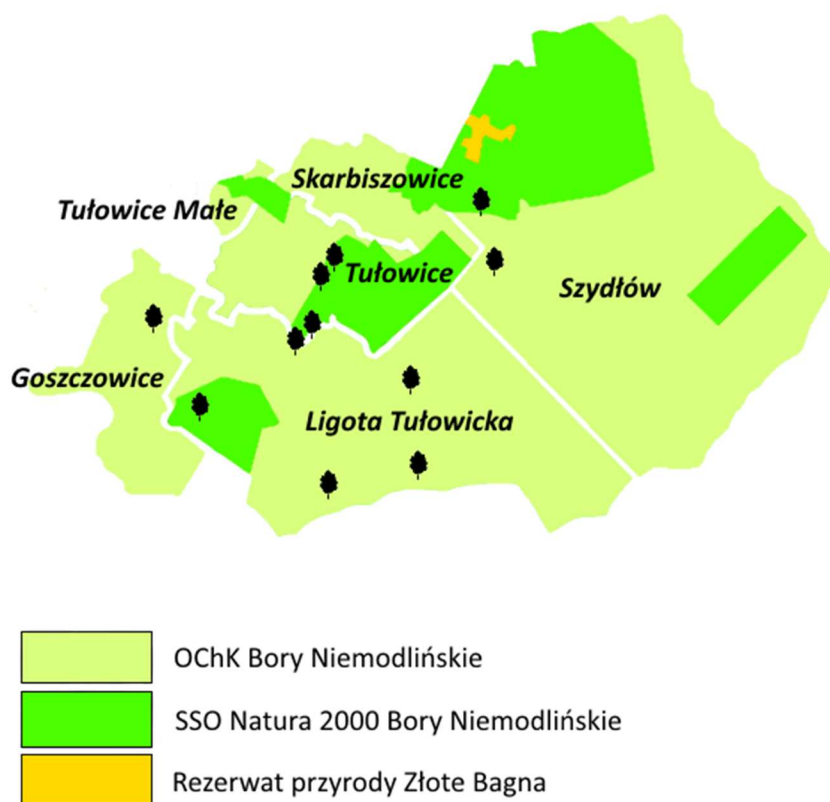 Skarbiszowice
Tułowice Małe
Tułowice
Szydłów
Goszczowice
Ligota Tułowicka
OChK Bory Niemodlińskie
SSO Natura 2000 Bory Niemodlińskie
Rezerwat przyrody Złote Bagna